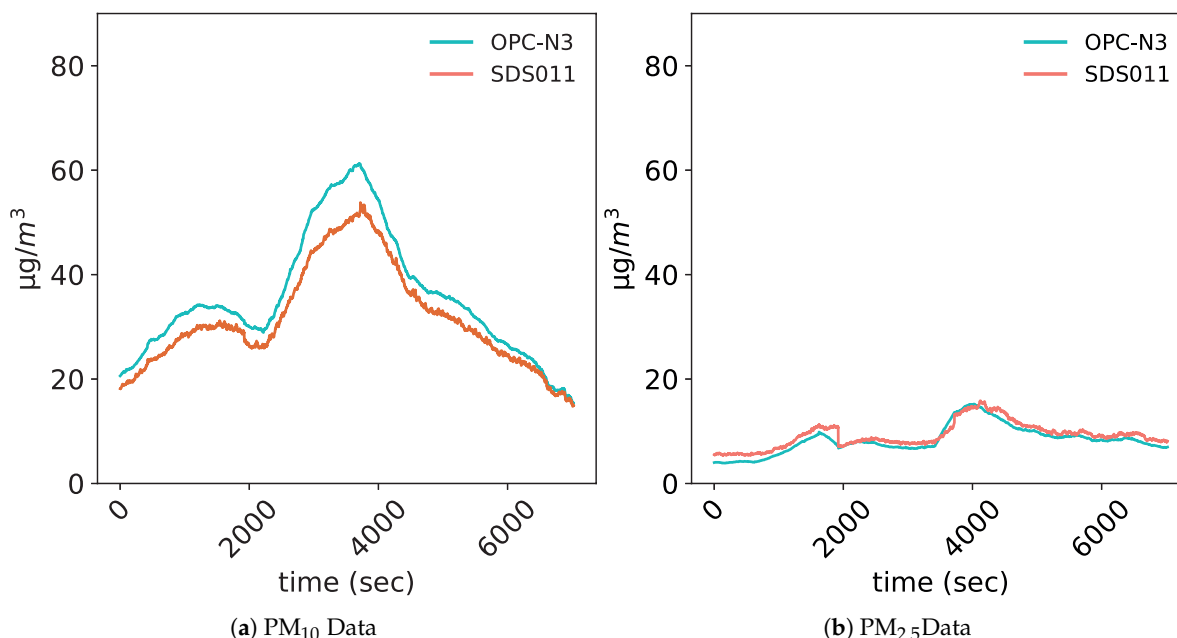 OPC-N3
SDS011
80
60
40
20
0
µg/m³
0
2000
4000
6000
time (sec)
(a) PM₁₀ Data
OPC-N3
SDS011
80
60
40
20
0
µg/m³
0
2000
4000
6000
time (sec)
(b) PM₂.₅Data